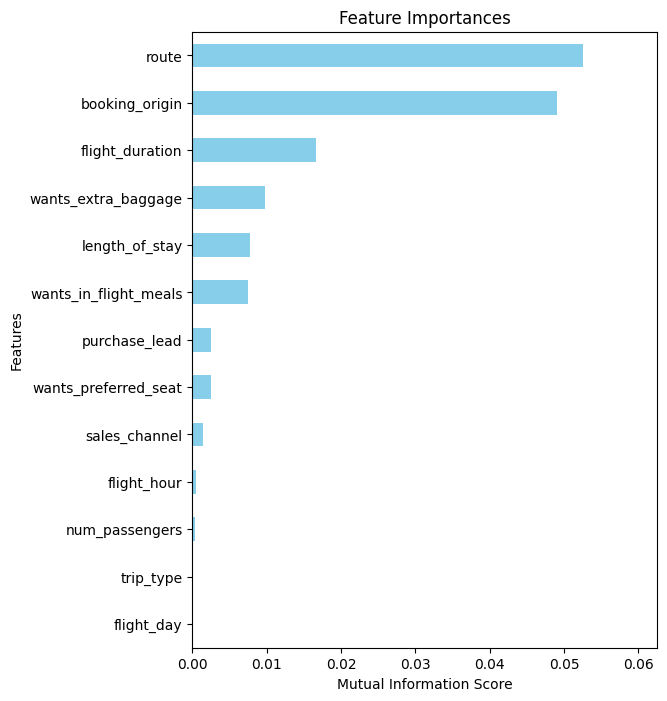 Feature Importances
Features
route
booking_origin
flight_duration
wants_extra_baggage
length_of_stay
wants_in_flight_meals
purchase_lead
wants_preferred_seat
sales_channel
flight_hour
num_passengers
trip_type
flight_day
0.00 0.01 0.02 0.03 0.04 0.05 0.06
Mutual Information Score